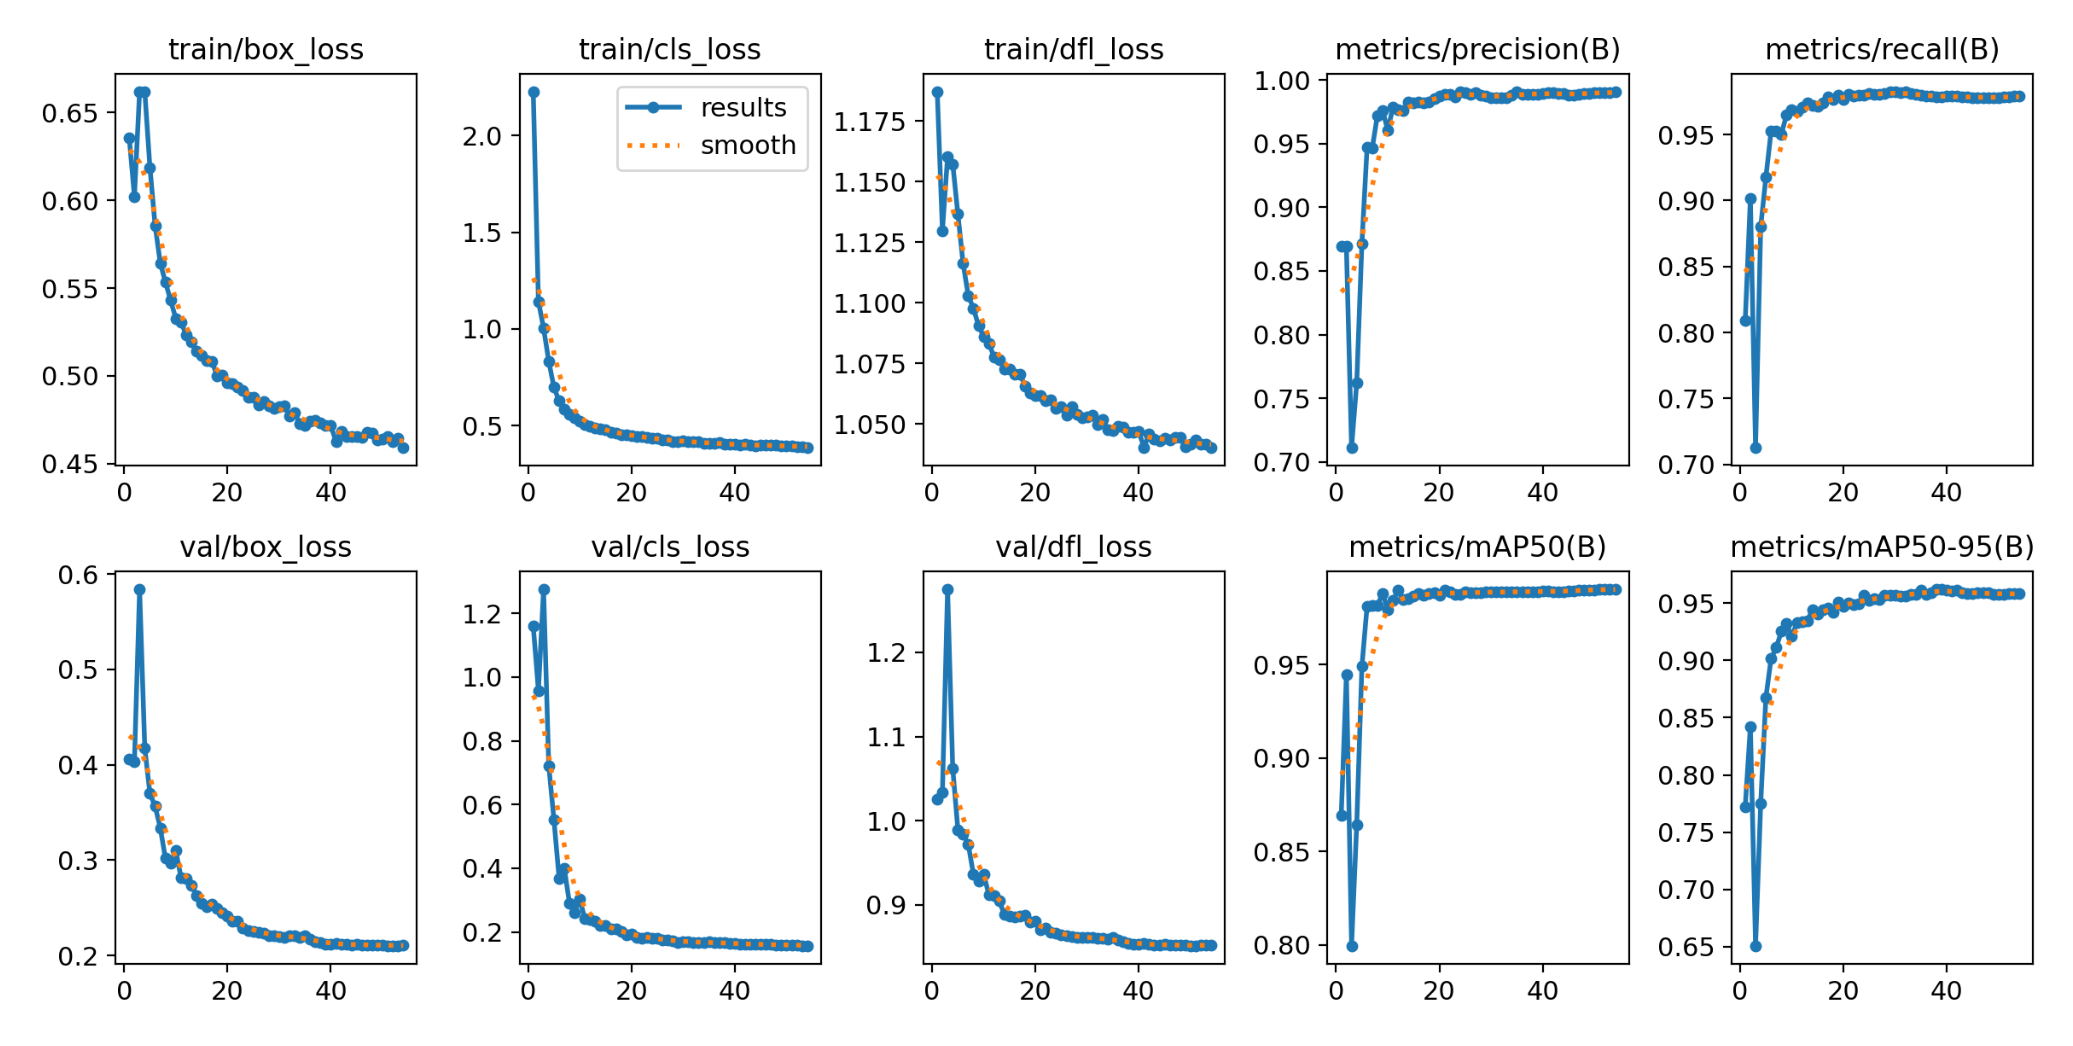 train/box_loss
0.65
0.60
0.55
0.50
0.45
0 20 40
train/cls_loss
results
smooth
2.0
1.5
1.0
0.5
0 20 40
train/dfl_loss
1.175
1.150
1.125
1.100
1.075
1.050
0 20 40
metrics/precision(B)
1.00
0.95
0.90
0.85
0.80
0.75
0.70
0 20 40
metrics/recall(B)
0.95
0.90
0.85
0.80
0.75
0.70
0 20 40
val/box_loss
0.6
0.5
0.4
0.3
0.2
0 20 40
val/cls_loss
1.2
1.0
0.8
0.6
0.4
0.2
0 20 40
val/dfl_loss
1.2
1.1
1.0
0.9
0 20 40
metrics/mAP50(B)
0.95
0.90
0.85
0.80
0 20 40
metrics/mAP50-95(B)
0.95
0.90
0.85
0.80
0.75
0.70
0.65
0 20 40